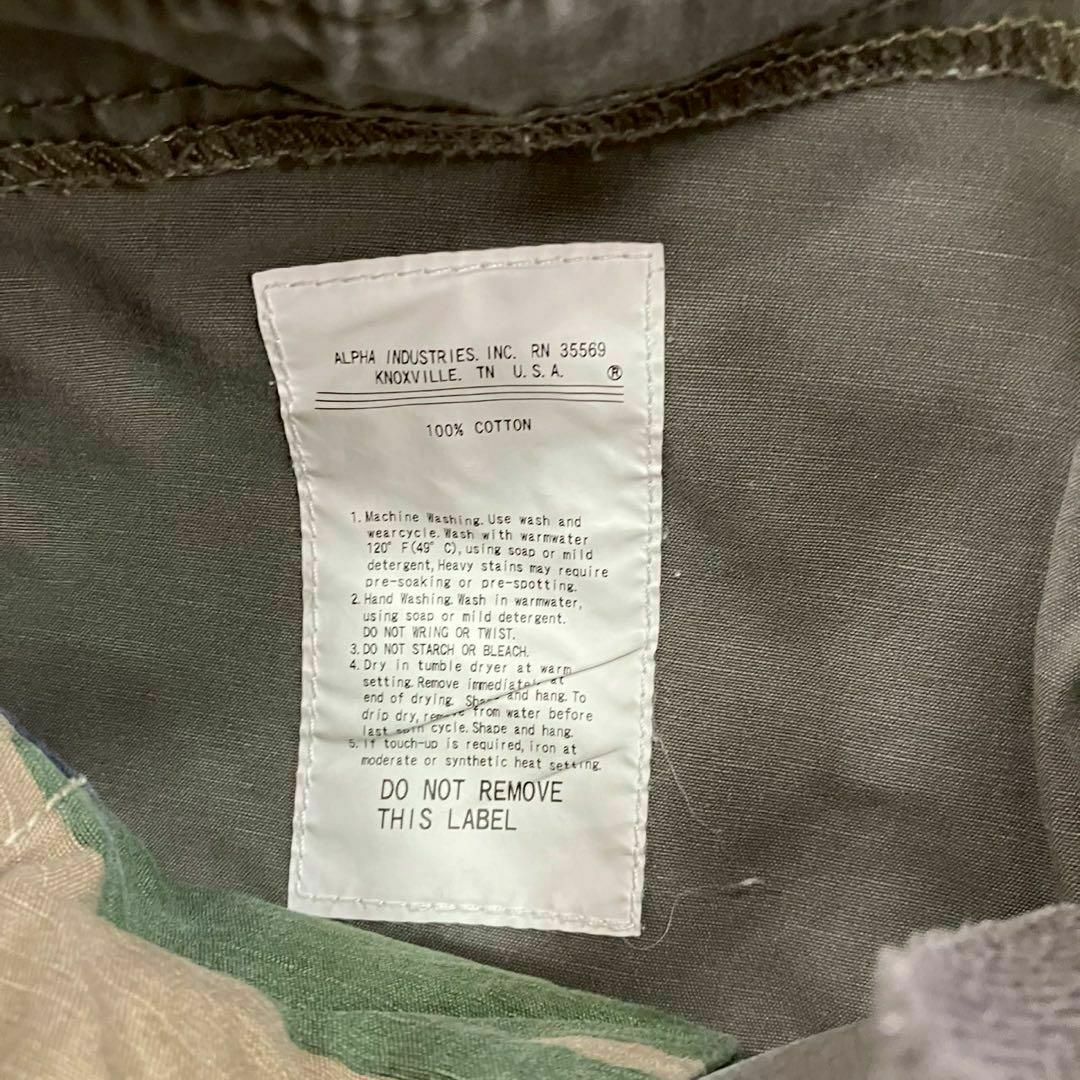 ALPHA INDUSTRIES. INC. RN 35569
KNOXVILLE. TN U.S.A. ®
100% COTTON
1. Machine Washing. Use wash and
wearcycle. Wash with warmwater
120° F(49° C), using soap or mild
detergent, Heavy stains may require
pre-soaking or pre-spotting.
2. Hand Washing. Wash in warmwater,
using soap or mild detergent.
DO NOT WRING OR TWIST.
3. DO NOT STARCH OR BLEACH.
4. Dry in tumble dryer at warm
setting. Remove immediately at
end of drying. Shape and hang. To
drip dry, remove from water before
last spin cycle. Shape and hang.
5. If touch-up is required, iron at
moderate or synthetic heat setting.
DO NOT REMOVE
THIS LABEL